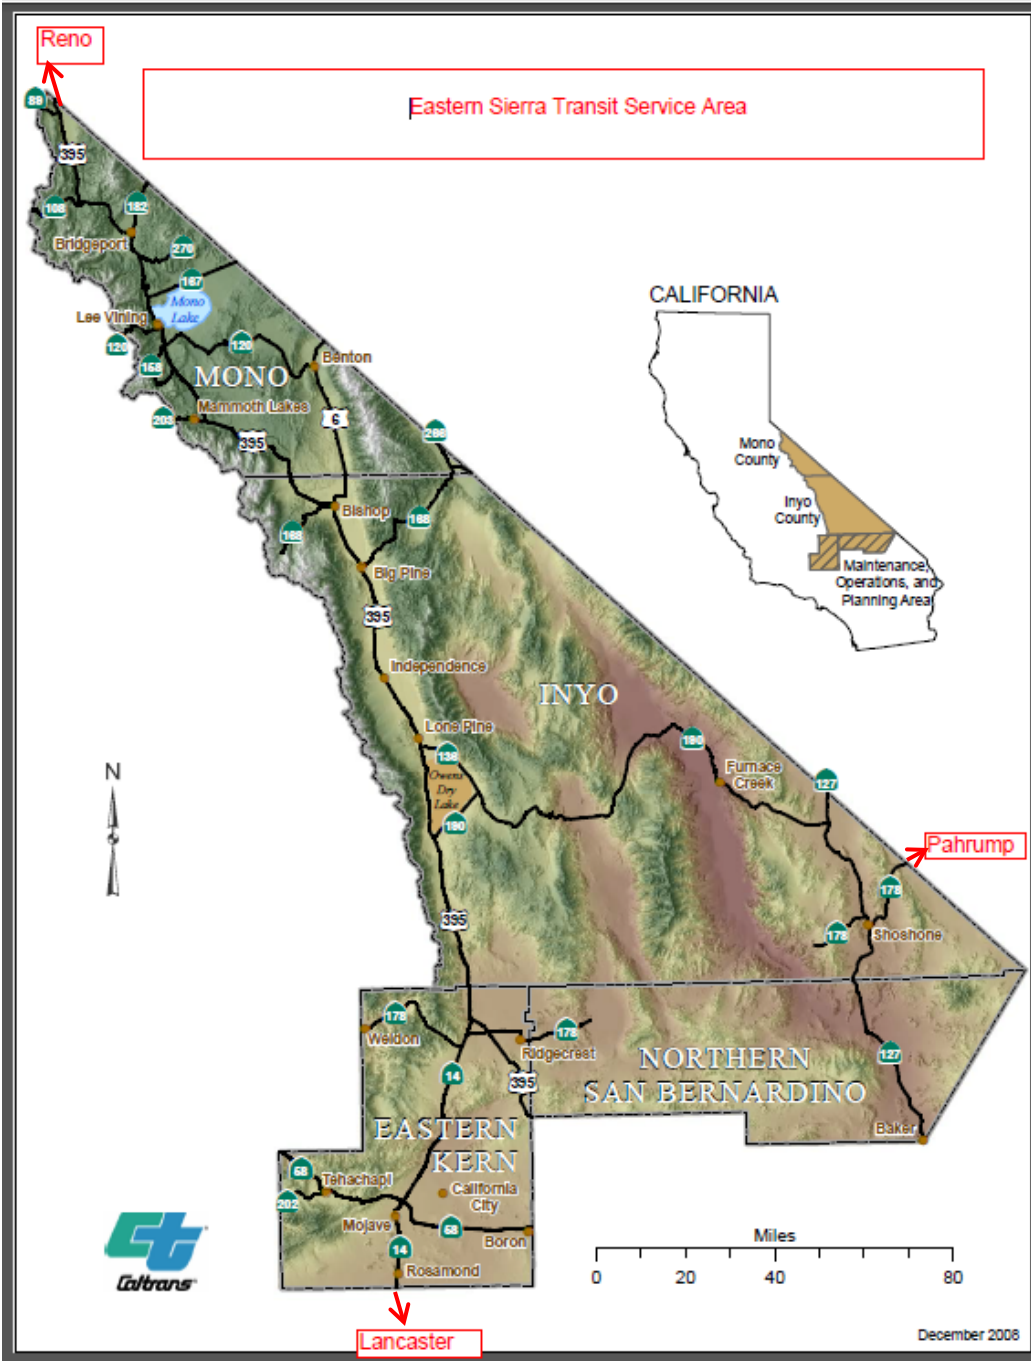 Reno
Eastern Sierra Transit Service Area
89
395
108
182
Bridgeport
270
167
Mono
Lake
Lee Vining
120
158
120
Benton
MONO
Mammoth Lakes
203
395
6
266
CALIFORNIA
Mono
County
Inyo
County
Maintenance,
Operations, and
Planning Area
Bishop
168
168
Big Pine
395
Independence
INYO
Lone Pine
136
Owens
Dry
Lake
190
190
Furnace
Creek
127
N
Pahrump
178
395
178
Shoshone
178
Weldon
178
Ridgecrest
NORTHERN
SAN BERNARDINO
127
14
395
EASTERN
KERN
Baker
58
Tehachapi
202
California
City
Mojave
58
Boron
14
Rosamond
Caltrans
Miles
0 20 40 80
Lancaster
December 2008